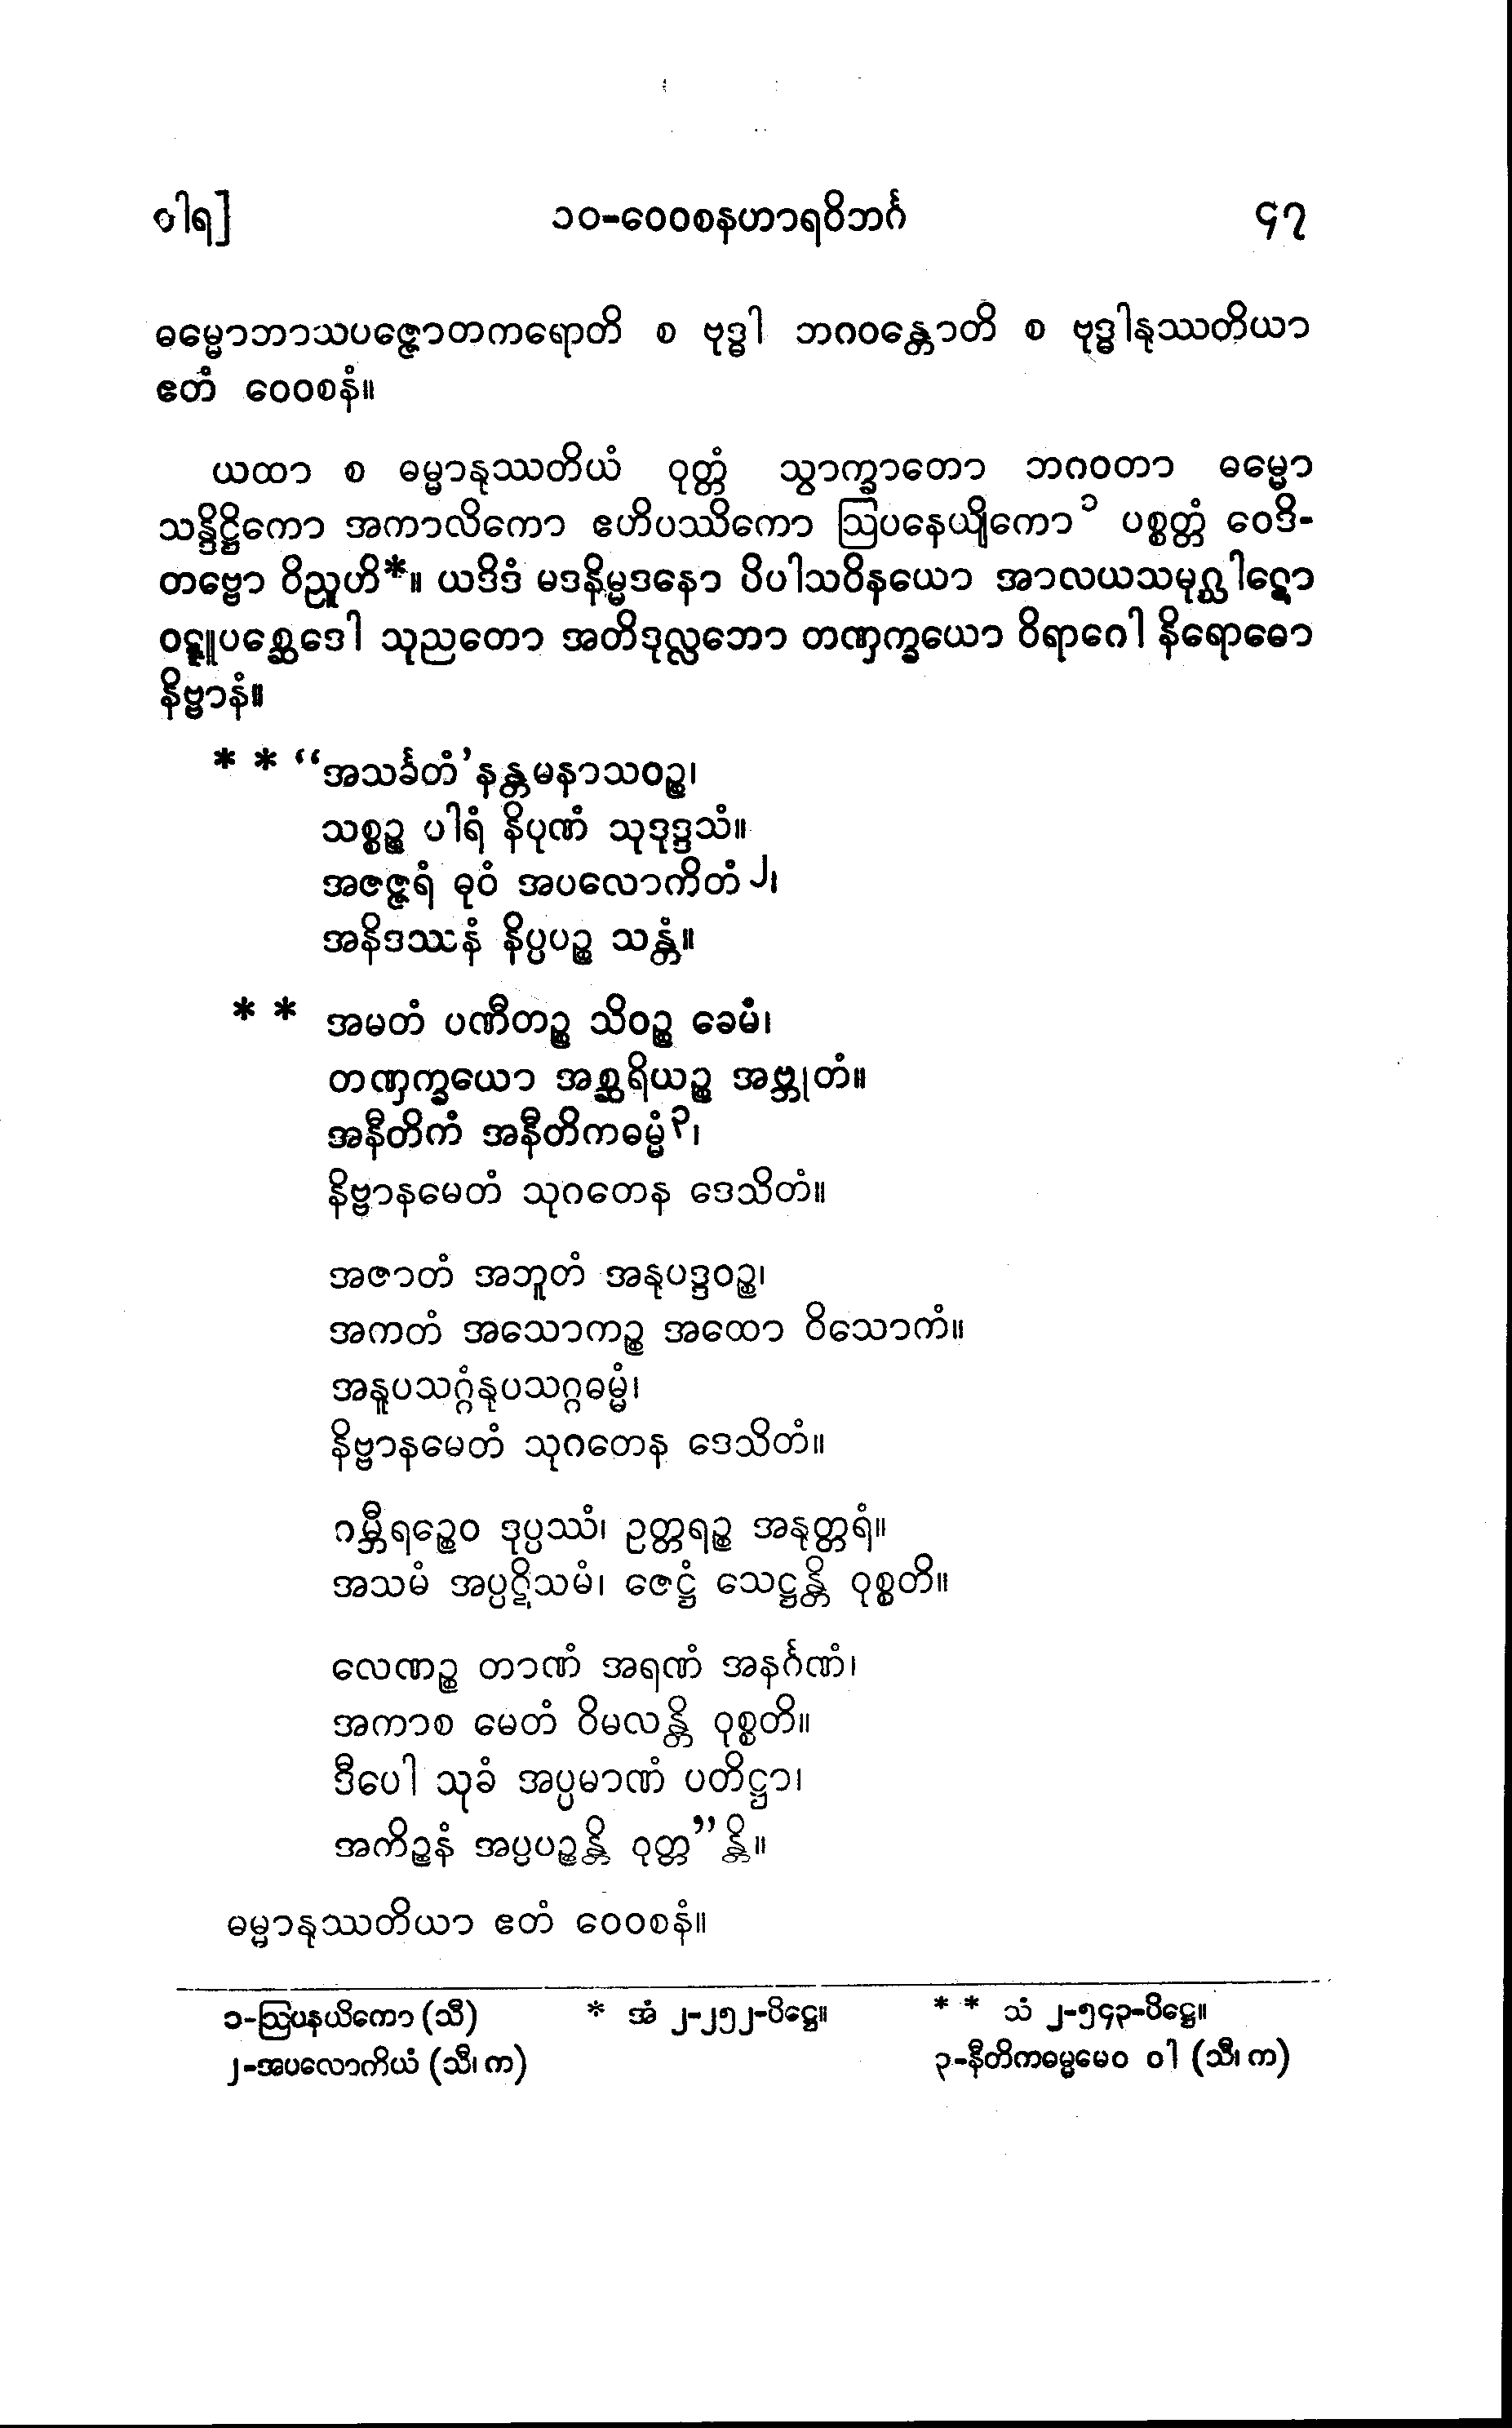 ဝါရ] ၁၀-ဝေဝစနဟာရဝိဘင်္ဂ ၄၇
ဓမ္မောဘာသပဇ္ဇောတကရောတိ စ ဗုဒ္ဓါ ဘဂဝန္တောတိ စ ဗုဒ္ဓါနုဿတိယာ
ဧတံ ဝေဝစနံ။
ယထာ စ ဓမ္မာနုဿတိယံ ဝုတ္တံ သွာက္ခာတော ဘဂဝတာ ဓမ္မော
သန္ဒိဋ္ဌိကော အကာလိကော ဧဟိပဿိကော ဩပနေယျိကော၁ ပစ္စတ္တံ ဝေဒိ-
တဗ္ဗော ဝိညူဟိ*။ ယဒိဒံ မဒနိမ္မဒနော ပိပါသဝိနယော အာလယသမုဂ္ဃါဋ္ဋော
ဝဋ္ဋူပစ္ဆေဒေါ သုညတော အတိဒုလ္လဘော တဏှက္ခယော ဝိရာဂေါ နိရောဓော
နိဗ္ဗာနံ။
* * “အသင်္ခတံ’နန္တမနာသဝဉ္စ၊
သစ္စဉ္စ ပါရံ နိပုဏံ သုဒုဒ္ဒသံ။
အဇဇ္ဇရံ ဓုဝံ အပလောကိတံ၂၊
အနိဒဿနံ နိပ္ပပဉ္စ သန္တံ။
* * အမတံ ပဏီတဉ္စ သိဝဉ္စ ခေမံ၊
တဏှက္ခယော အစ္ဆရိယဉ္စ အဗ္ဘုတံ။
အနီတိကံ အနီတိကဓမ္မံ၃၊
နိဗ္ဗာနမေတံ သုဂတေန ဒေသိတံ။
အဇာတံ အဘူတံ အနုပဒ္ဒဝဉ္စ၊
အကတံ အသောကဉ္စ အထော ဝိသောကံ။
အနူပသဂ္ဂံနုပသဂ္ဂဓမ္မံ၊
နိဗ္ဗာနမေတံ သုဂတေန ဒေသိတံ။
ဂမ္ဘီရဉ္စေဝ ဒုပ္ပဿံ၊ ဥတ္တရဉ္စ အနုတ္တရံ။
အသမံ အပ္ပဋိသမံ၊ ဇေဋ္ဌံ သေဋ္ဌန္တိ ဝုစ္စတိ။
လေဏဉ္စ တာဏံ အရဏံ အနင်္ဂဏံ၊
အကာစ မေတံ ဝိမလန္တိ ဝုစ္စတိ။
ဒီပေါ သုခံ အပ္ပမာဏံ ပတိဋ္ဌာ၊
အကိဉ္စနံ အပ္ပပဉ္စန္တိ ဝုတ္တ”န္တိ။
ဓမ္မာနုဿတိယာ ဧတံ ဝေဝစနံ။
၁-ဩပနယိကော (သီ) * အံ ၂-၂၅၂-ပိဋ္ဌေ။ * * သံ ၂-၅၄၃-ပိဋ္ဌေ။
၂-အပလောကိယံ (သီ၊ က) ၃-နီတိကဓမ္မမေဝ ဝါ (သီ၊ က)